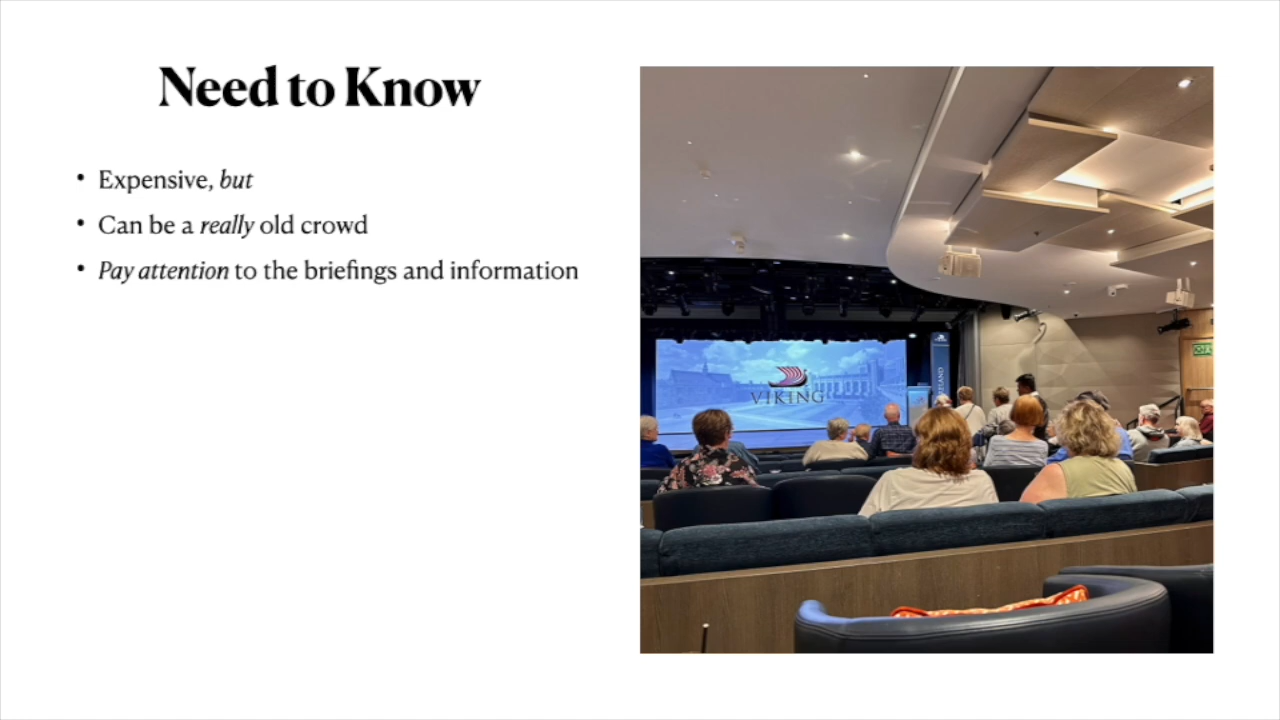 Need to Know
• Expensive, but
• Can be a really old crowd
• Pay attention to the briefings and information
VIKING